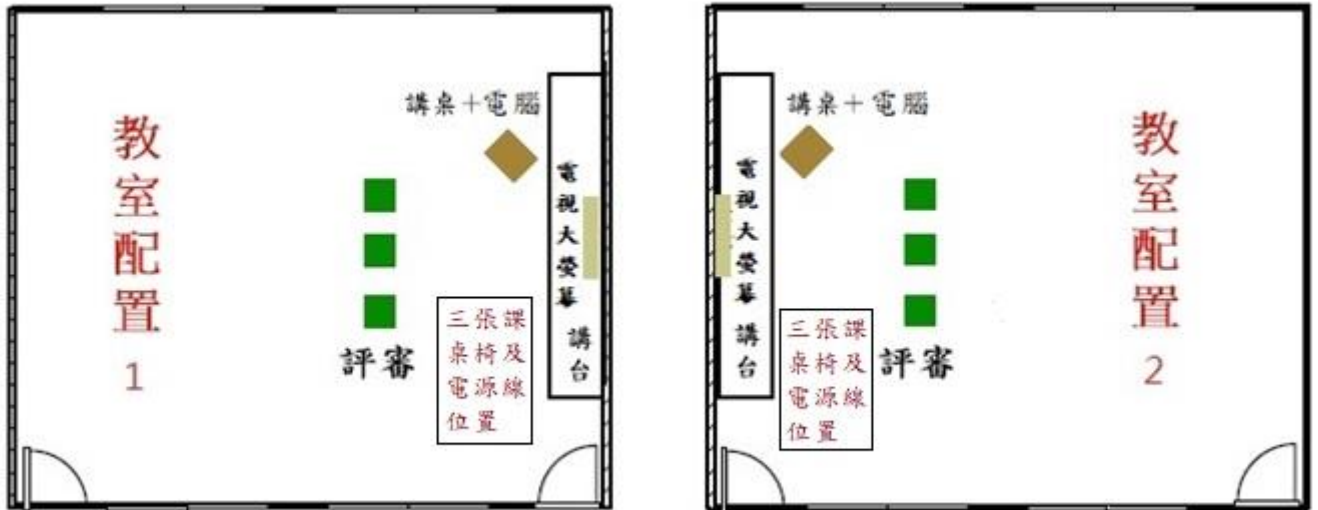 教室配置1
講桌+電腦
電視大螢幕 講台
評審
三張課
桌椅及
電源線
位置
講桌+電腦
電視大螢幕 講台
評審
三張課
桌椅及
電源線
位置
教室配置2